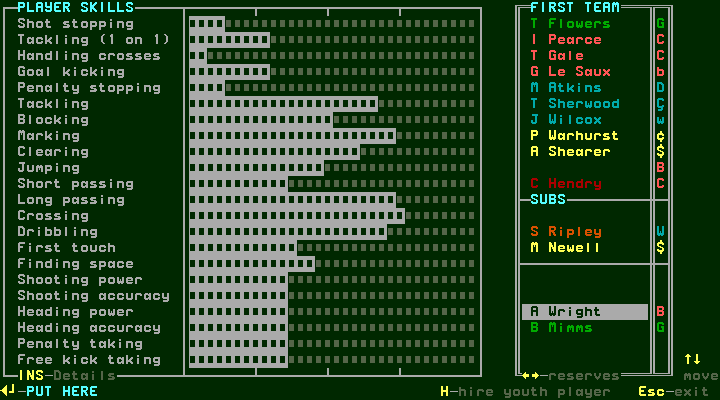 PLAYER SKILLS
Shot stopping
Tackling (1 on 1)
Handling crosses
Goal kicking
Penalty stopping
Tackling
Blocking
Marking
Clearing
Jumping
Short passing
Long passing
Crossing
Dribbling
First touch
Finding space
Shooting power
Shooting accuracy
Heading power
Heading accuracy
Penalty taking
Free kick taking
INS-Details
PUT HERE
FIRST TEAM
T Flowers G
I Pearce C
T Gale C
G Le Saux b
M Atkins D
T Sherwood Ç
J Wilcox w
P Warhurst ¢
A Shearer $
B
C Hendry C
SUBS
S Ripley W
M Newell $
A Wright B
B Mimms G
↔-reserves
↑↓ move
H-hire youth player
Esc-exit